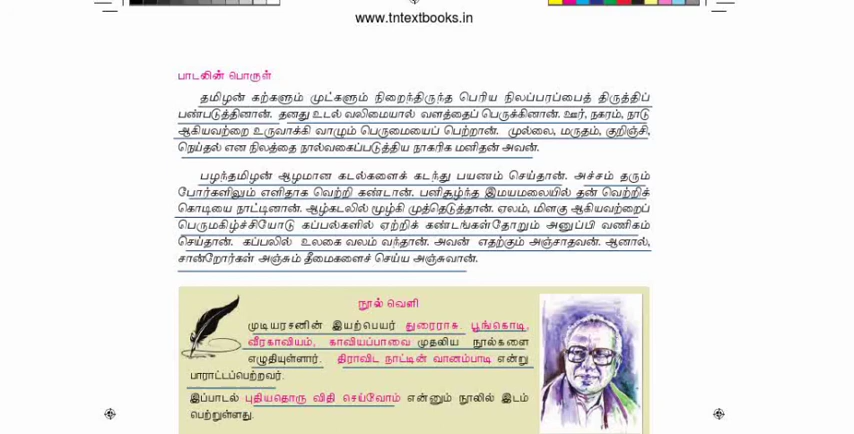 www.tntextbooks.in
பாடலின் பொருள்
தமிழன் கற்களும் முட்களும் நிறைந்திருந்த பெரிய நிலப்பரப்பைத் திருத்திப்
பண்படுத்தினான். தனது உடல் வலிமையால் வளத்தைப் பெருக்கினான். ஊர், நகரம், நாடு
ஆகியவற்றை உருவாக்கி வாழும் பெருமையைப் பெற்றான். முல்லை, மருதம், குறிஞ்சி,
நெய்தல் என நிலத்தை நால்வகைப்படுத்திய நாகரிக மனிதன் அவன்.
பழந்தமிழன் ஆழமான கடல்களைக் கடந்து பயணம் செய்தான். அச்சம் தரும்
போர்களிலும் எளிதாக வெற்றி கண்டான். பனிசூழ்ந்த இமயமலையில் தன் வெற்றிக்
கொடியை நாட்டினான். ஆழ்கடலில் மூழ்கி முத்தெடுத்தான். ஏலம், மிளகு ஆகியவற்றைப்
பெருமகிழ்ச்சியோடு கப்பல்களில் ஏற்றிக் கண்டங்கள்தோறும் அனுப்பி வணிகம்
செய்தான். கப்பலில் உலகை வலம் வந்தான். அவன் எதற்கும் அஞ்சாதவன். ஆனால்,
சான்றோர்கள் அஞ்சும் தீமைகளைச் செய்ய அஞ்சுவான்.
நூல் வெளி
முடியரசனின் இயற்பெயர் துரைராசு. பூங்கொடி,
வீரகாவியம், காவியப்பாவை முதலிய நூல்களை
எழுதியுள்ளார். திராவிட நாட்டின் வானம்பாடி என்று
பாராட்டப்பெற்றவர்.
இப்பாடல் புதியதொரு விதி செய்வோம் என்னும் நூலில் இடம்
பெற்றுள்ளது.